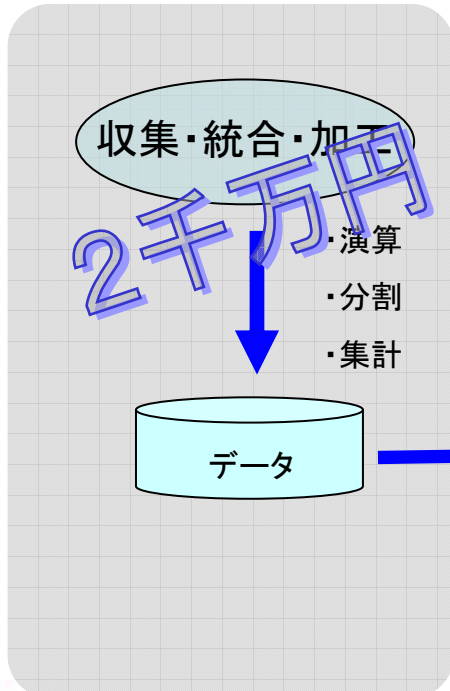 収集・統合・加工
2千万円
・演算
・分割
・集計
データ